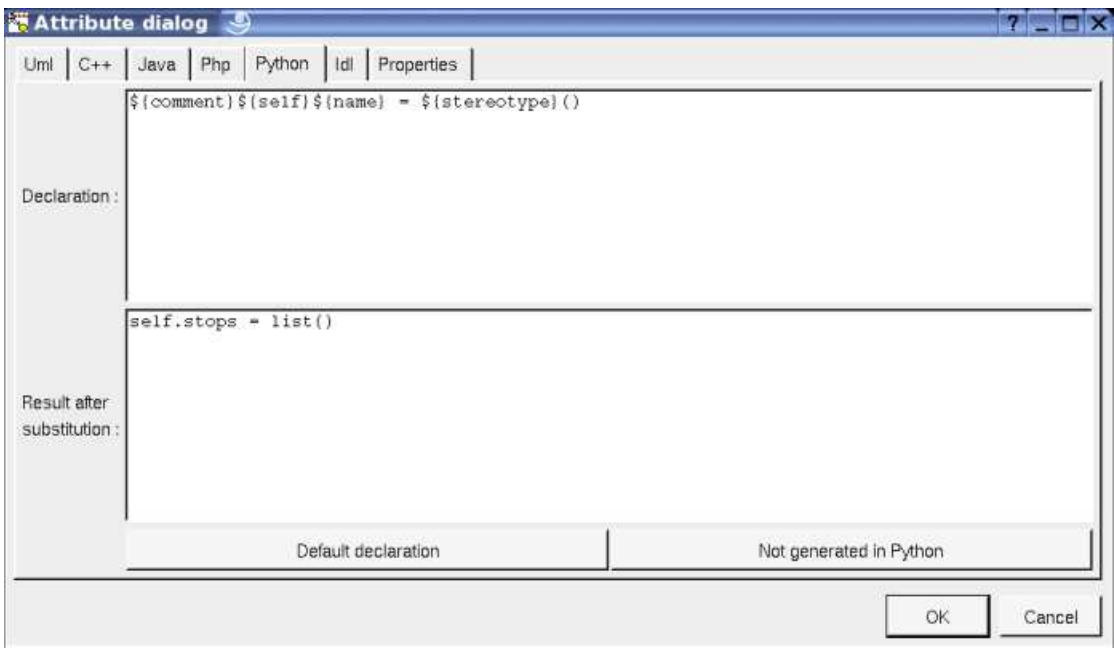 Attribute dialog
? _ □ X
Uml C++ Java Php Python Idl Properties
${comment}${self}${name} = ${stereotype}()
Declaration :
self.stops = list()
Result after
substitution :
Default declaration Not generated in Python
OK Cancel